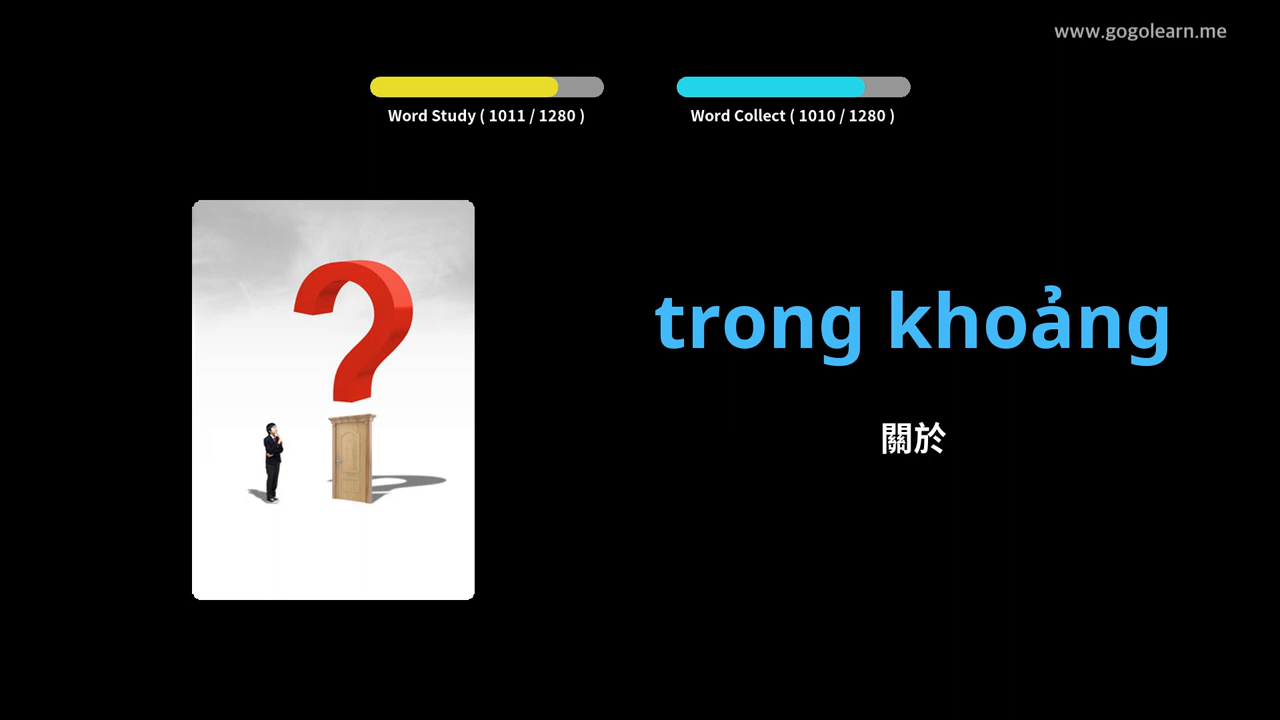 www.gogolearn.me
Word Study ( 1011 / 1280 )
Word Collect ( 1010 / 1280 )
trong khoảng
關於